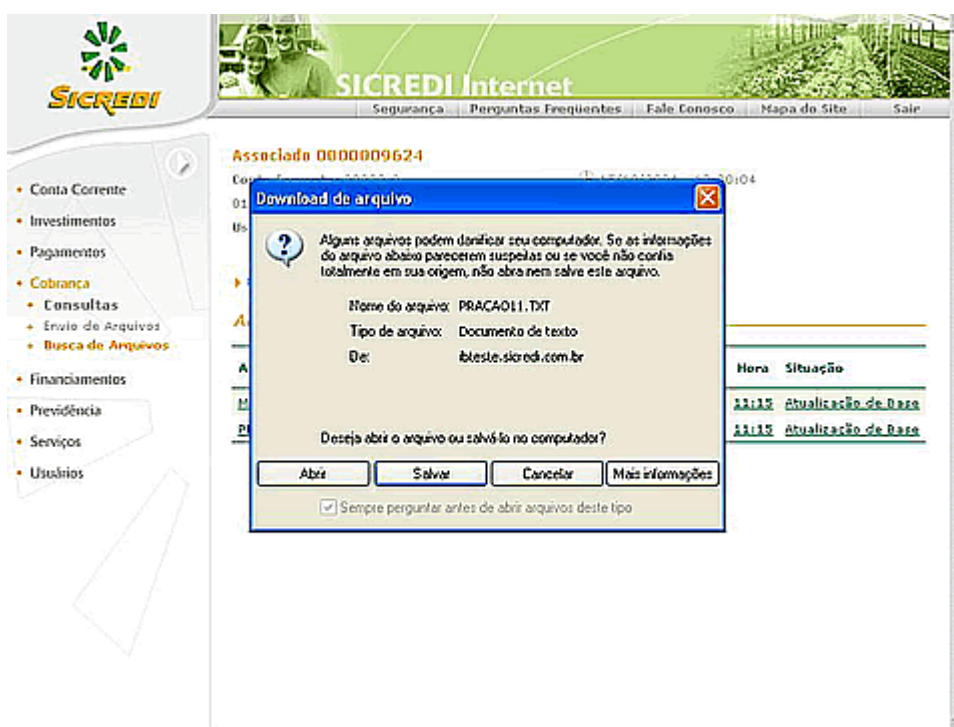 SICREDI
SICREDI Internet
Segurança Perguntas Freqüentes Fale Conosco Mapa do Site Sair
Associado 0000009624
Conta Corrente
Investimentos
Pagamentos
Cobrança
Consultas
Envio de Arquivos
Busca de Arquivos
Financiamentos
Previdência
Serviços
Usuários
Download de arquivo
Alguns arquivos podem danificar seu computador. Se as informações
do arquivo abaixo parecerem suspeitas ou se você não confia
totalmente em sua origem, não abra nem salve este arquivo.
Nome do arquivo: PRACAO11.TXT
Tipo de arquivo: Documento de texto
De: ibteste.sicredi.com.br
Deseja abrir o arquivo ou salvá-lo no computador?
Abrir Salvar Cancelar Mais informações
Sempre perguntar antes de abrir arquivos deste tipo
Hora Situação
11:15 Atualização de Base
11:15 Atualização de Base